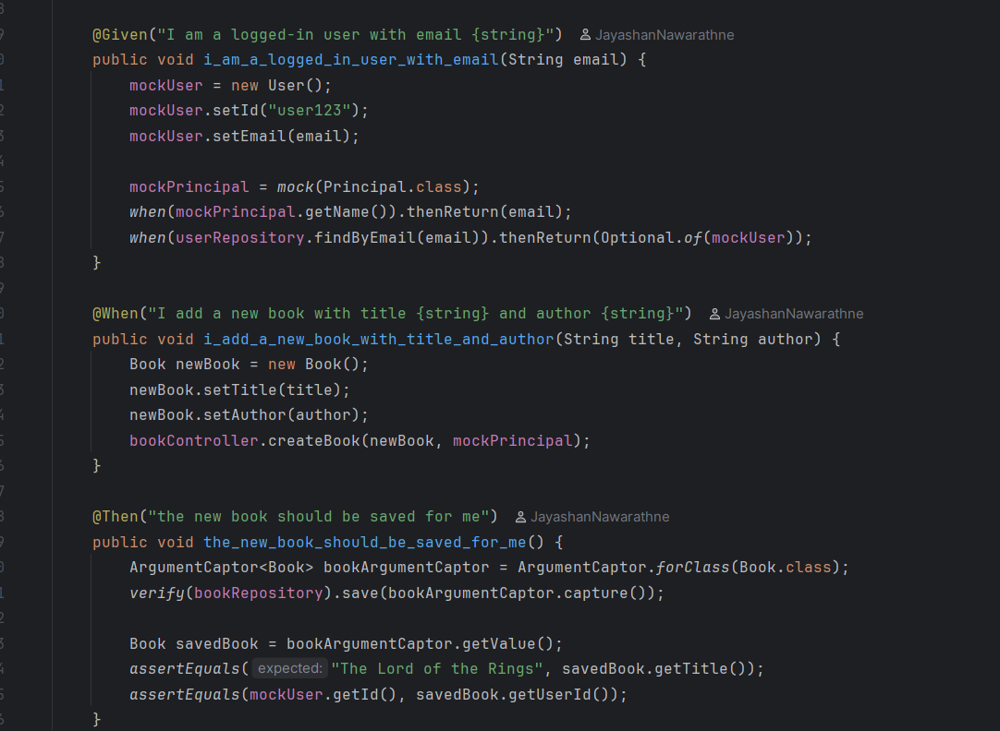 @Given("I am a logged-in user with email {string}") JayashanNawarathne
public void i_am_a_logged_in_user_with_email(String email) {
mockUser = new User();
mockUser.setId("user123");
mockUser.setEmail(email);
mockPrincipal = mock(Principal.class);
when(mockPrincipal.getName()).thenReturn(email);
when(userRepository.findByEmail(email)).thenReturn(Optional.of(mockUser));
}
@When("I add a new book with title {string} and author {string}") JayashanNawarathne
public void i_add_a_new_book_with_title_and_author(String title, String author) {
Book newBook = new Book();
newBook.setTitle(title);
newBook.setAuthor(author);
bookController.createBook(newBook, mockPrincipal);
}
@Then("the new book should be saved for me") JayashanNawarathne
public void the_new_book_should_be_saved_for_me() {
ArgumentCaptor<Book> bookArgumentCaptor = ArgumentCaptor.forClass(Book.class);
verify(bookRepository).save(bookArgumentCaptor.capture());
Book savedBook = bookArgumentCaptor.getValue();
assertEquals( expected: "The Lord of the Rings", savedBook.getTitle());
assertEquals(mockUser.getId(), savedBook.getUserId());
}